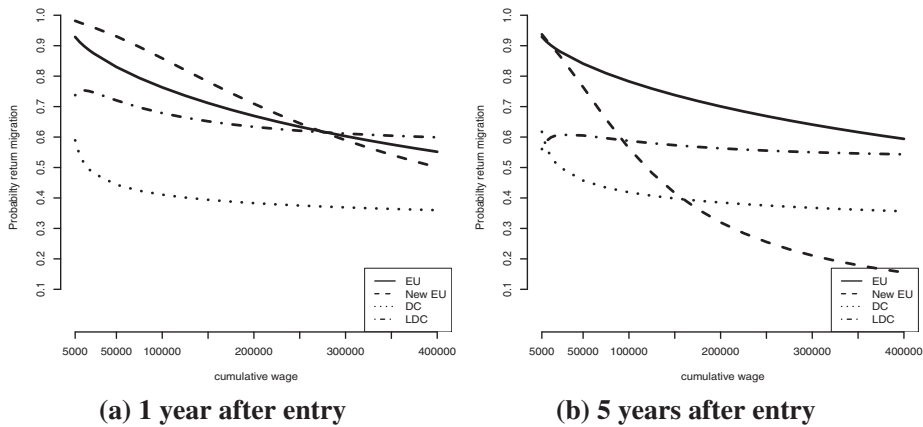 1.0
0.9
0.8
0.7
0.6
0.5
0.4
0.3
0.2
0.1
Probabilty return migration
EU
New EU
DC
LDC
5000 50000 100000 200000 300000 400000
cumulative wage
(a) 1 year after entry
1.0
0.9
0.8
0.7
0.6
0.5
0.4
0.3
0.2
0.1
Probabilty return migration
EU
New EU
DC
LDC
5000 50000 100000 200000 300000 400000
cumulative wage
(b) 5 years after entry